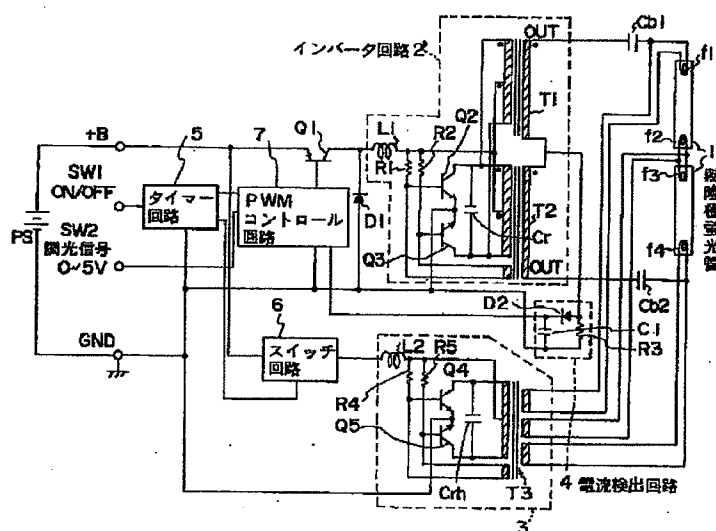 インバータ回路2
OUT
Cb1
f1
+B
5
7
Q1
L1
R1
R2
Q2
T1
f2
f3
1
SW1
ON/OFF
タイマー
回路
PWM
コントロール
回路
D1
T2
Cr
PS
SW2
調光信号
0~5V
Q3
OUT
f4
熱陰極蛍光管
Cb2
D2
C1
R3
GND
6
スイッチ
回路
L2
R5
R4
Q4
Q5
Crh
T3
4 電流検出回路
3